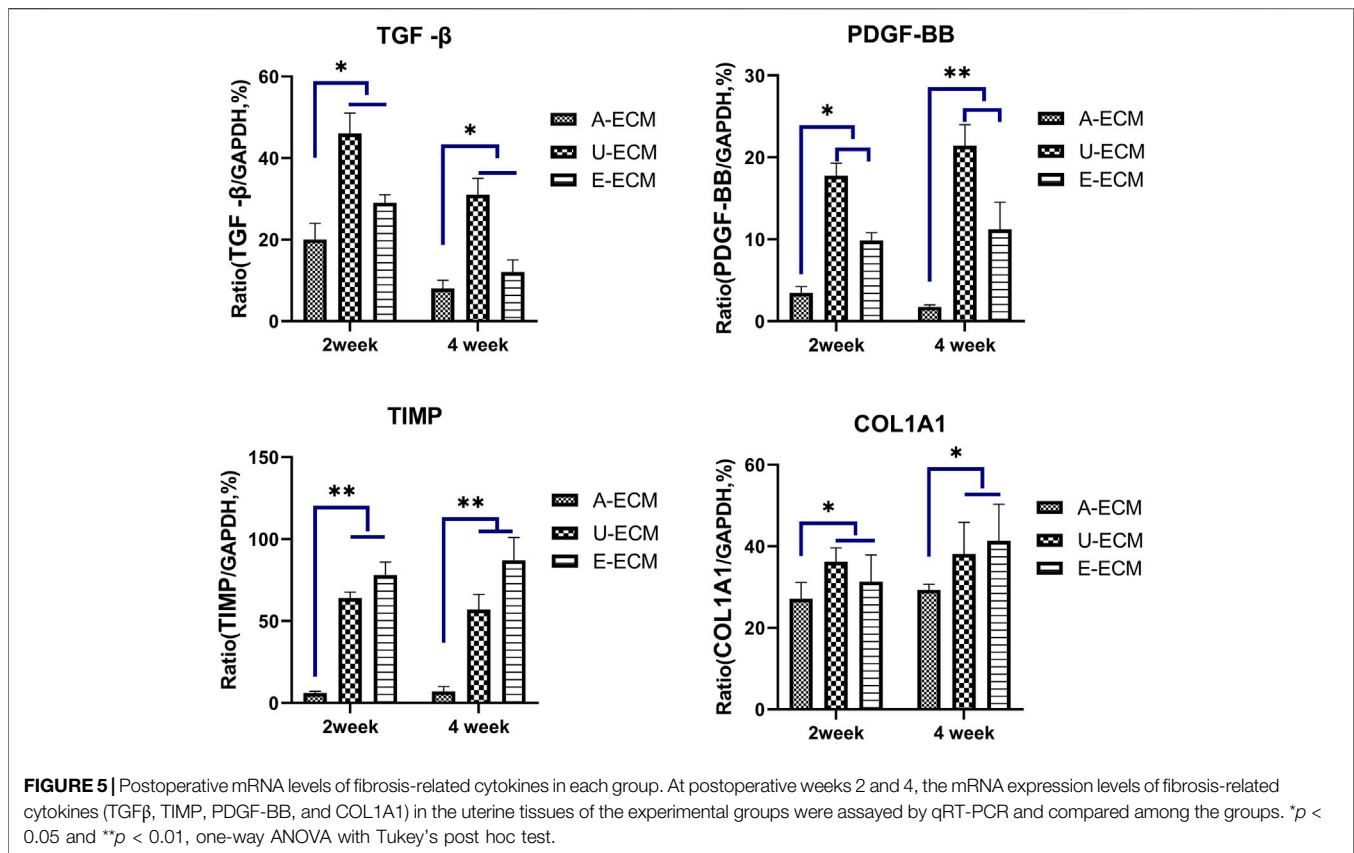 TGF -β
Ratio(TGF -β/GAPDH,%)
60
40
20
0
*
*
2week
4 week
A-ECM
U-ECM
E-ECM
PDGF-BB
Ratio(PDGF-BB/GAPDH,%)
30
20
10
0
*
**
2week
4 week
A-ECM
U-ECM
E-ECM
TIMP
Ratio(TIMP/GAPDH,%)
150
100
50
0
**
**
2week
4 week
A-ECM
U-ECM
E-ECM
COL1A1
Ratio(COL1A1/GAPDH,%)
60
40
20
0
*
*
2week
4 week
A-ECM
U-ECM
E-ECM
FIGURE 5 | Postoperative mRNA levels of fibrosis-related cytokines in each group. At postoperative weeks 2 and 4, the mRNA expression levels of fibrosis-related
cytokines (TGFβ, TIMP, PDGF-BB, and COL1A1) in the uterine tissues of the experimental groups were assayed by qRT-PCR and compared among the groups. *p <
0.05 and **p < 0.01, one-way ANOVA with Tukey's post hoc test.